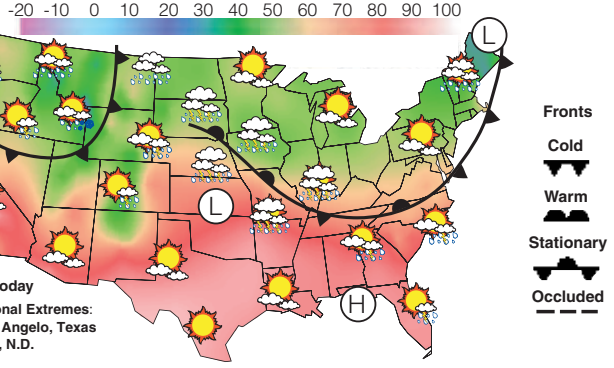 -20 -10 0 10 20 30 40 50 60 70 80 90 100
L
Fronts
Cold
Warm
Stationary
Occluded
L
H
oday
onal Extremes:
Angelo, Texas
, N.D.